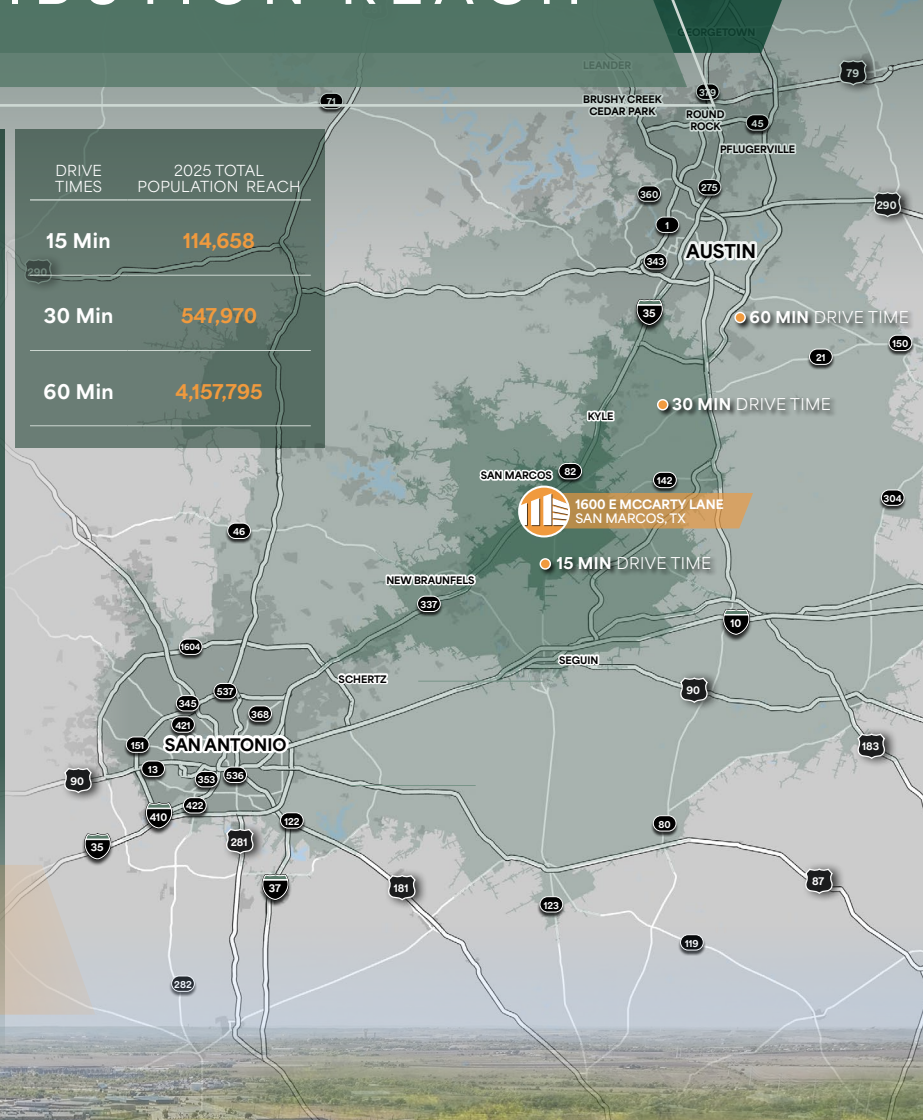 GEORGETOWN
LEANDER
79
71
379
BRUSHY CREEK
CEDAR PARK
ROUND
ROCK
45
PFLUGERVILLE
DRIVE
TIMES
2025 TOTAL
POPULATION REACH
15 Min
114,658
30 Min
547,970
60 Min
4,157,795
290
360
275
290
1
AUSTIN
343
35
60 MIN DRIVE TIME
150
21
30 MIN DRIVE TIME
KYLE
SAN MARCOS
82
142
304
1600 E MCCARTY LANE
SAN MARCOS, TX
46
15 MIN DRIVE TIME
NEW BRAUNFELS
337
10
1604
SEGUIN
SCHERTZ
90
537
345
368
421
151
SAN ANTONIO
183
13
353
536
90
422
410
122
80
281
35
37
181
87
123
119
282